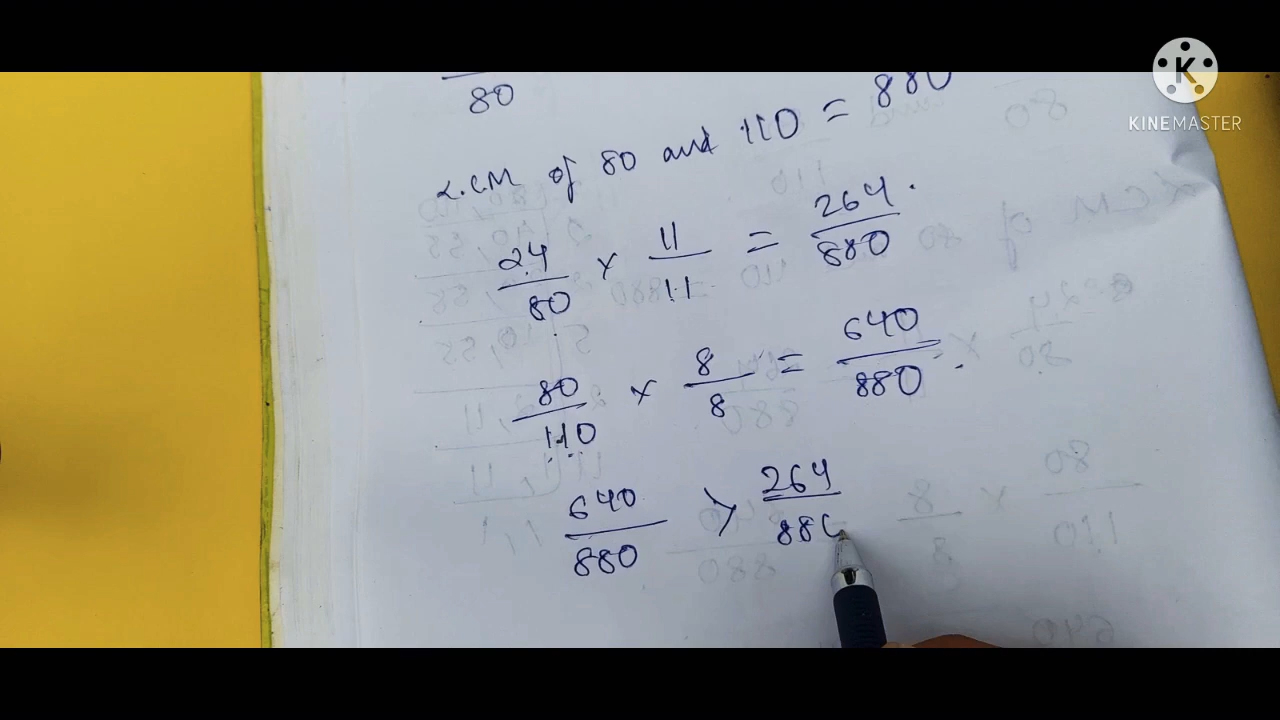 80
L.CM of 80 and 110 = 880
24/80 × 11/11 = 264/880.
80/110 × 8/8 = 640/880.
640/880 > 264/880
K
KINEMASTER